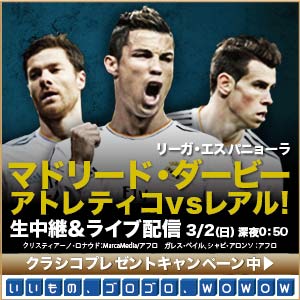 リーガ・エスパニョーラ
マドリード・ダービー
アトレティコvsレアル!
生中継&ライブ配信 3/2(日) 深夜0:50
クリスティアーノ・ロナウド:MarcaMedia/アフロ ガレス・ベイル、シャビ・アロンソ:アフロ
クラシコプレゼントキャンペーン中▶
いいもの、ゴロゴロ。WOWOW